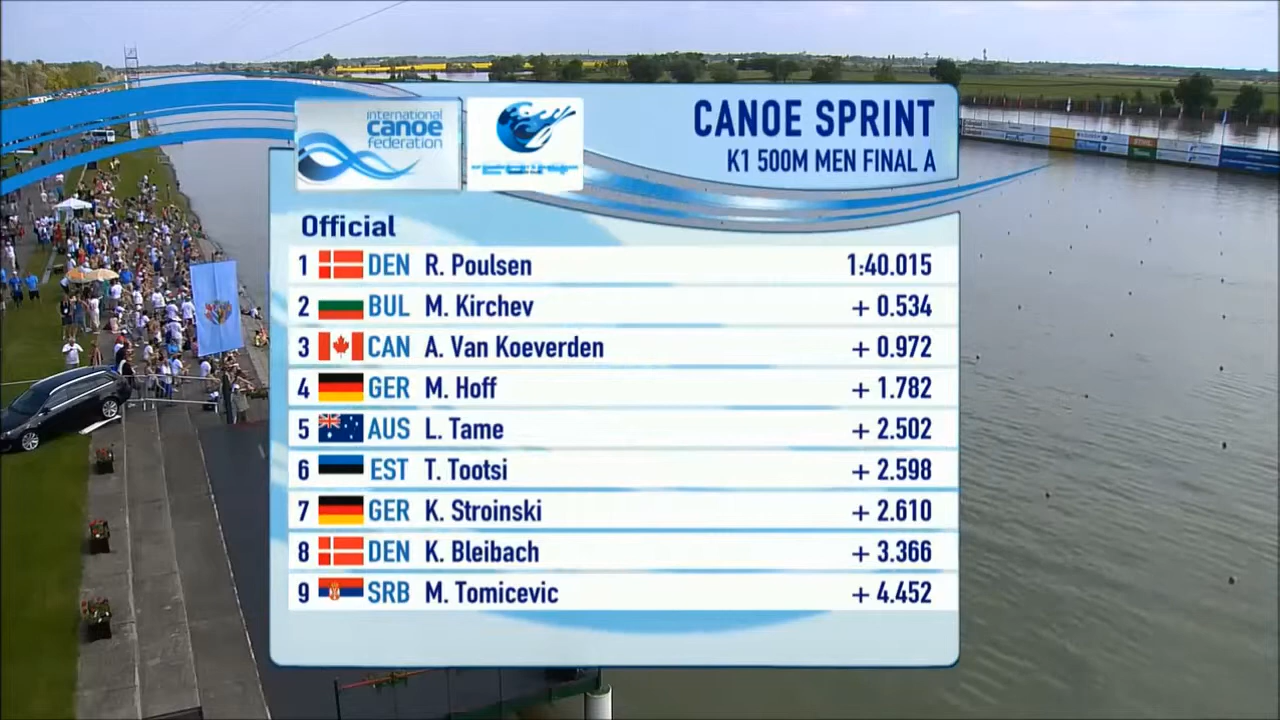 international
canoe
federation
2014
CANOE SPRINT
K1 500M MEN FINAL A
Official
1 DEN R. Poulsen 1:40.015
2 BUL M. Kirchev + 0.534
3 CAN A. Van Koeverden + 0.972
4 GER M. Hoff + 1.782
5 AUS L. Tame + 2.502
6 EST T. Tootsi + 2.598
7 GER K. Stroinski + 2.610
8 DEN K. Bleibach + 3.366
9 SRB M. Tomicevic + 4.452